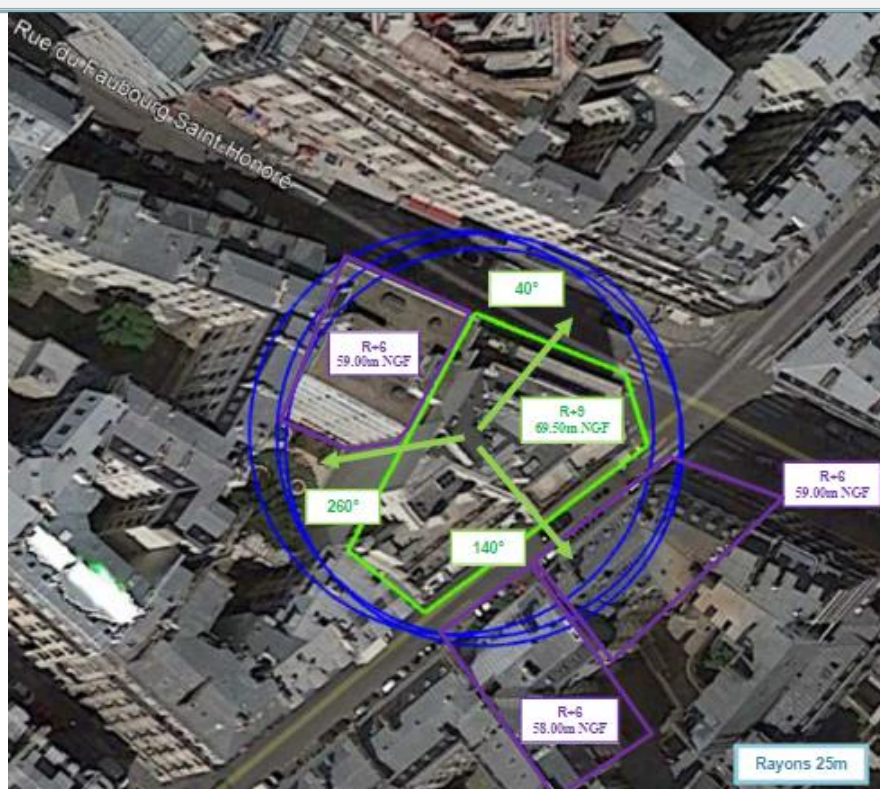 Rue du Faubourg Saint-Honoré
40°
R+6
59.00m NGF
R+9
69.50m NGF
R+6
59.00m NGF
260°
140°
R+6
58.00m NGF
Rayons 25m